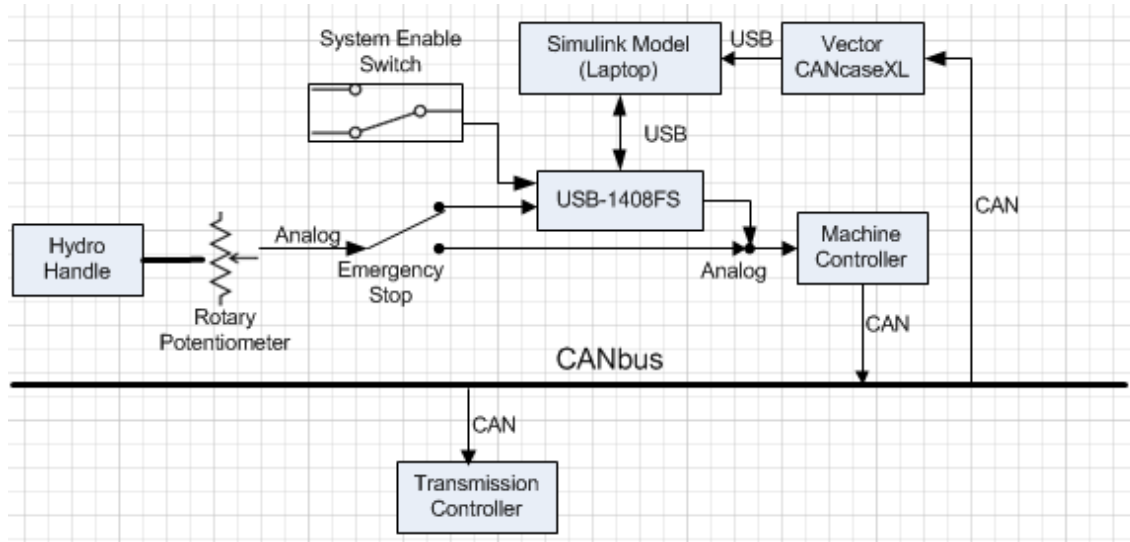 System Enable
Switch
Simulink Model
(Laptop)
USB
Vector
CANcaseXL
USB
USB-1408FS
CAN
Hydro
Handle
Analog
Emergency
Stop
Analog
Machine
Controller
Rotary
Potentiometer
CAN
CANbus
CAN
Transmission
Controller